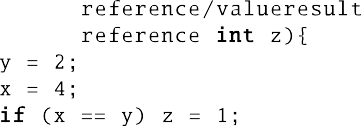 reference/valueresult
reference int z){
y = 2;
x = 4;
if (x == y) z = 1;